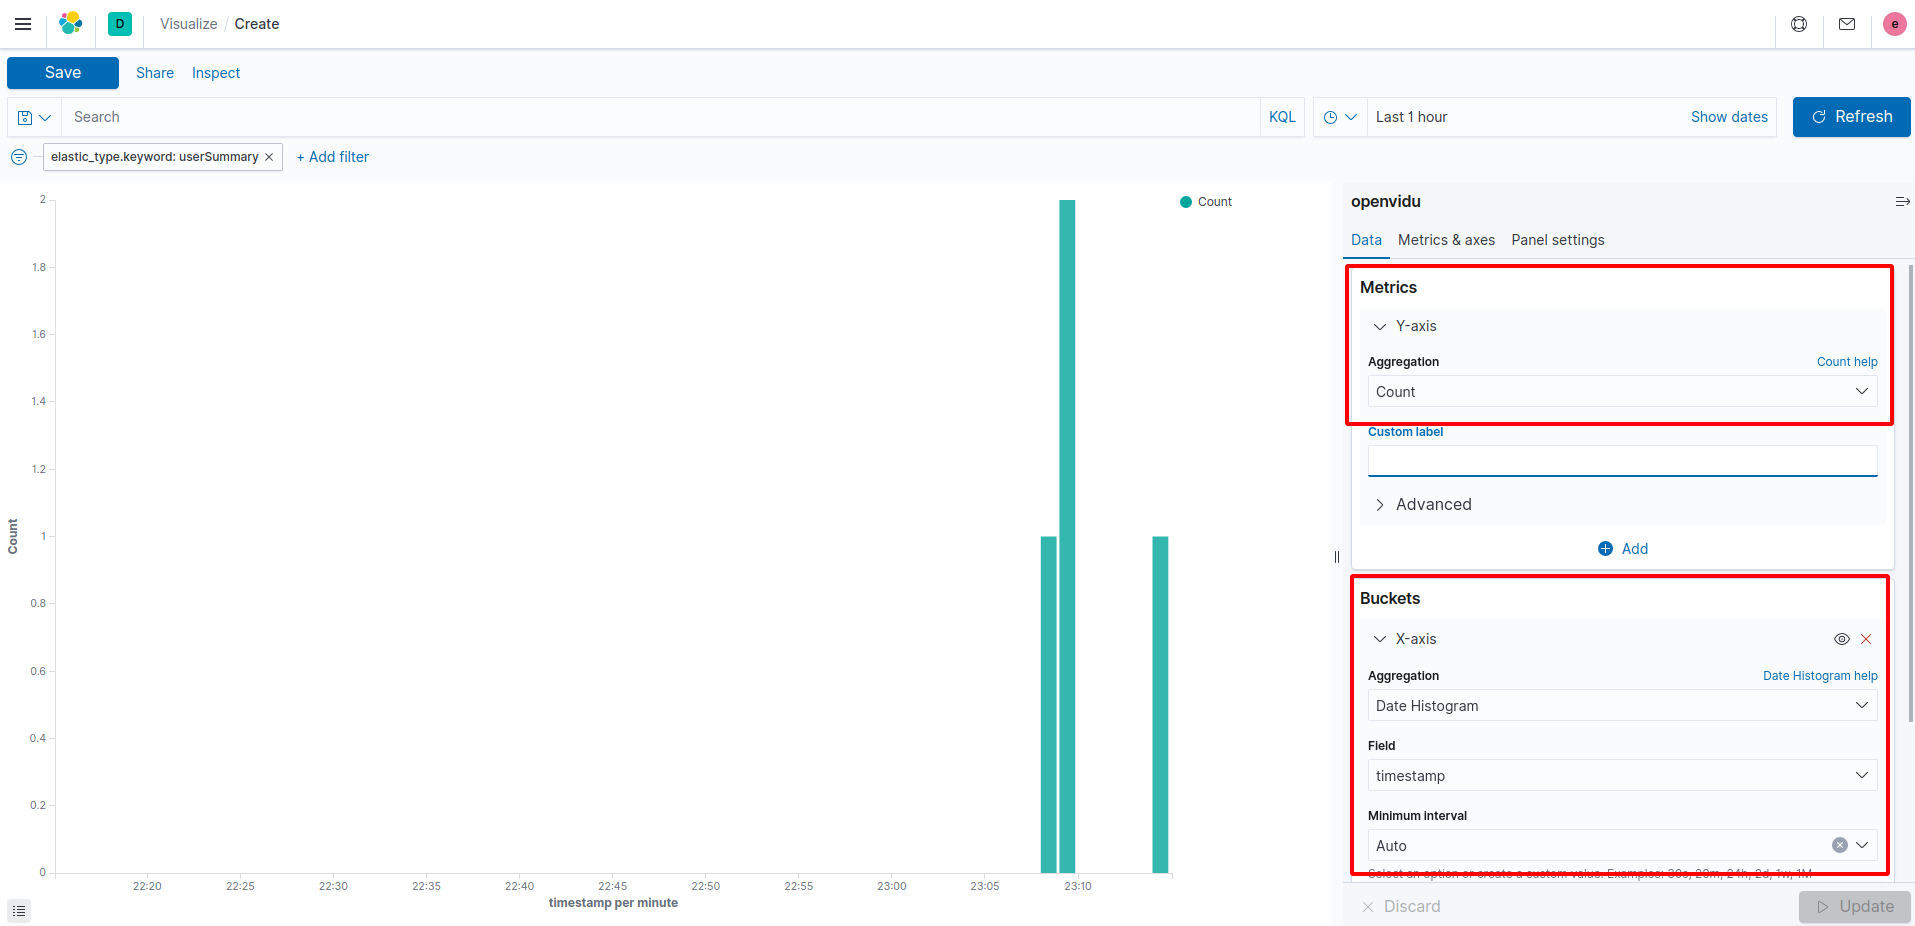 D
Visualize / Create
e
Save
Share
Inspect
Search
KQL
Last 1 hour
Show dates
Refresh
elastic_type.keyword: userSummary
+ Add filter
2
1.8
1.6
1.4
1.2
1
0.8
0.6
0.4
0.2
0
Count
22:20
22:25
22:30
22:35
22:40
22:45
22:50
22:55
23:00
23:05
23:10
timestamp per minute
Count
openvidu
Data
Metrics & axes
Panel settings
Metrics
Y-axis
Aggregation
Count help
Count
Custom label
Advanced
Add
Buckets
X-axis
Aggregation
Date Histogram help
Date Histogram
Field
timestamp
Minimum interval
Auto
Select an option or create a custom value. Examples: 30s, 20m, 24h, 2d, 1w, 1M
Discard
Update